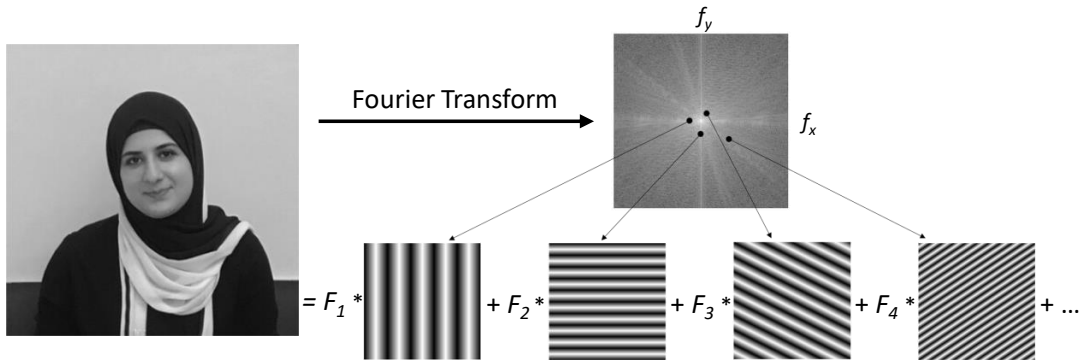 f_y
Fourier Transform
f_x
= F_1 * + F_2 * + F_3 * + F_4 * + ...